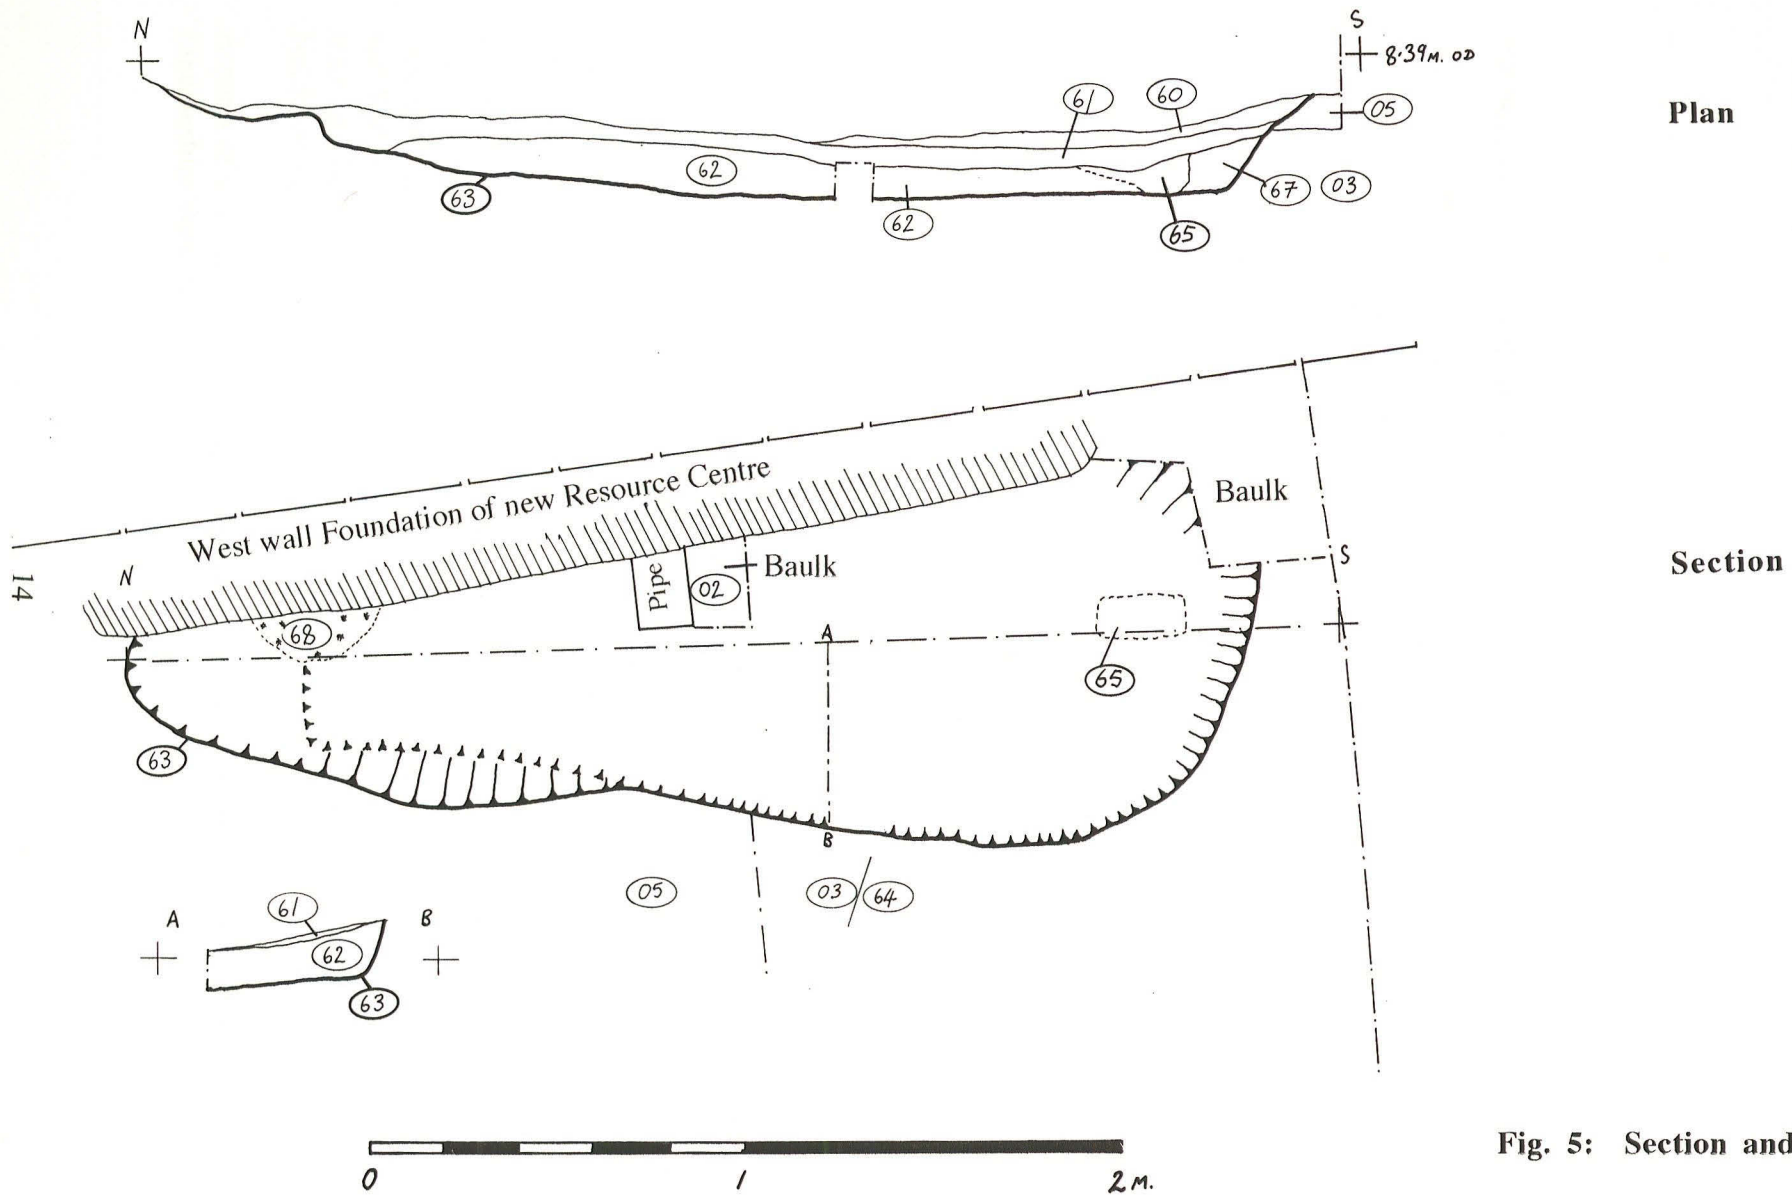 N
S
8·39M. OD
61
60
05
Plan
62
63
62
65
67
03
West wall Foundation of new Resource Centre
Baulk
Section
14
N
S
Pipe
02
Baulk
68
A
65
63
B
05
03/64
A
61
B
62
63
0 1 2 M.
Fig. 5: Section and